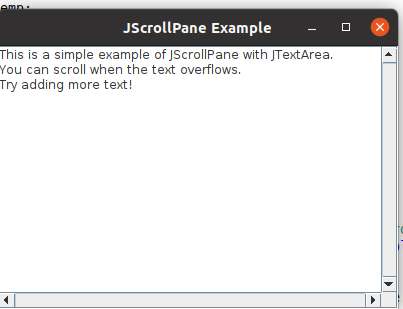 emp:
JScrollPane Example
This is a simple example of JScrollPane with JTextArea.
You can scroll when the text overflows.
Try adding more text!